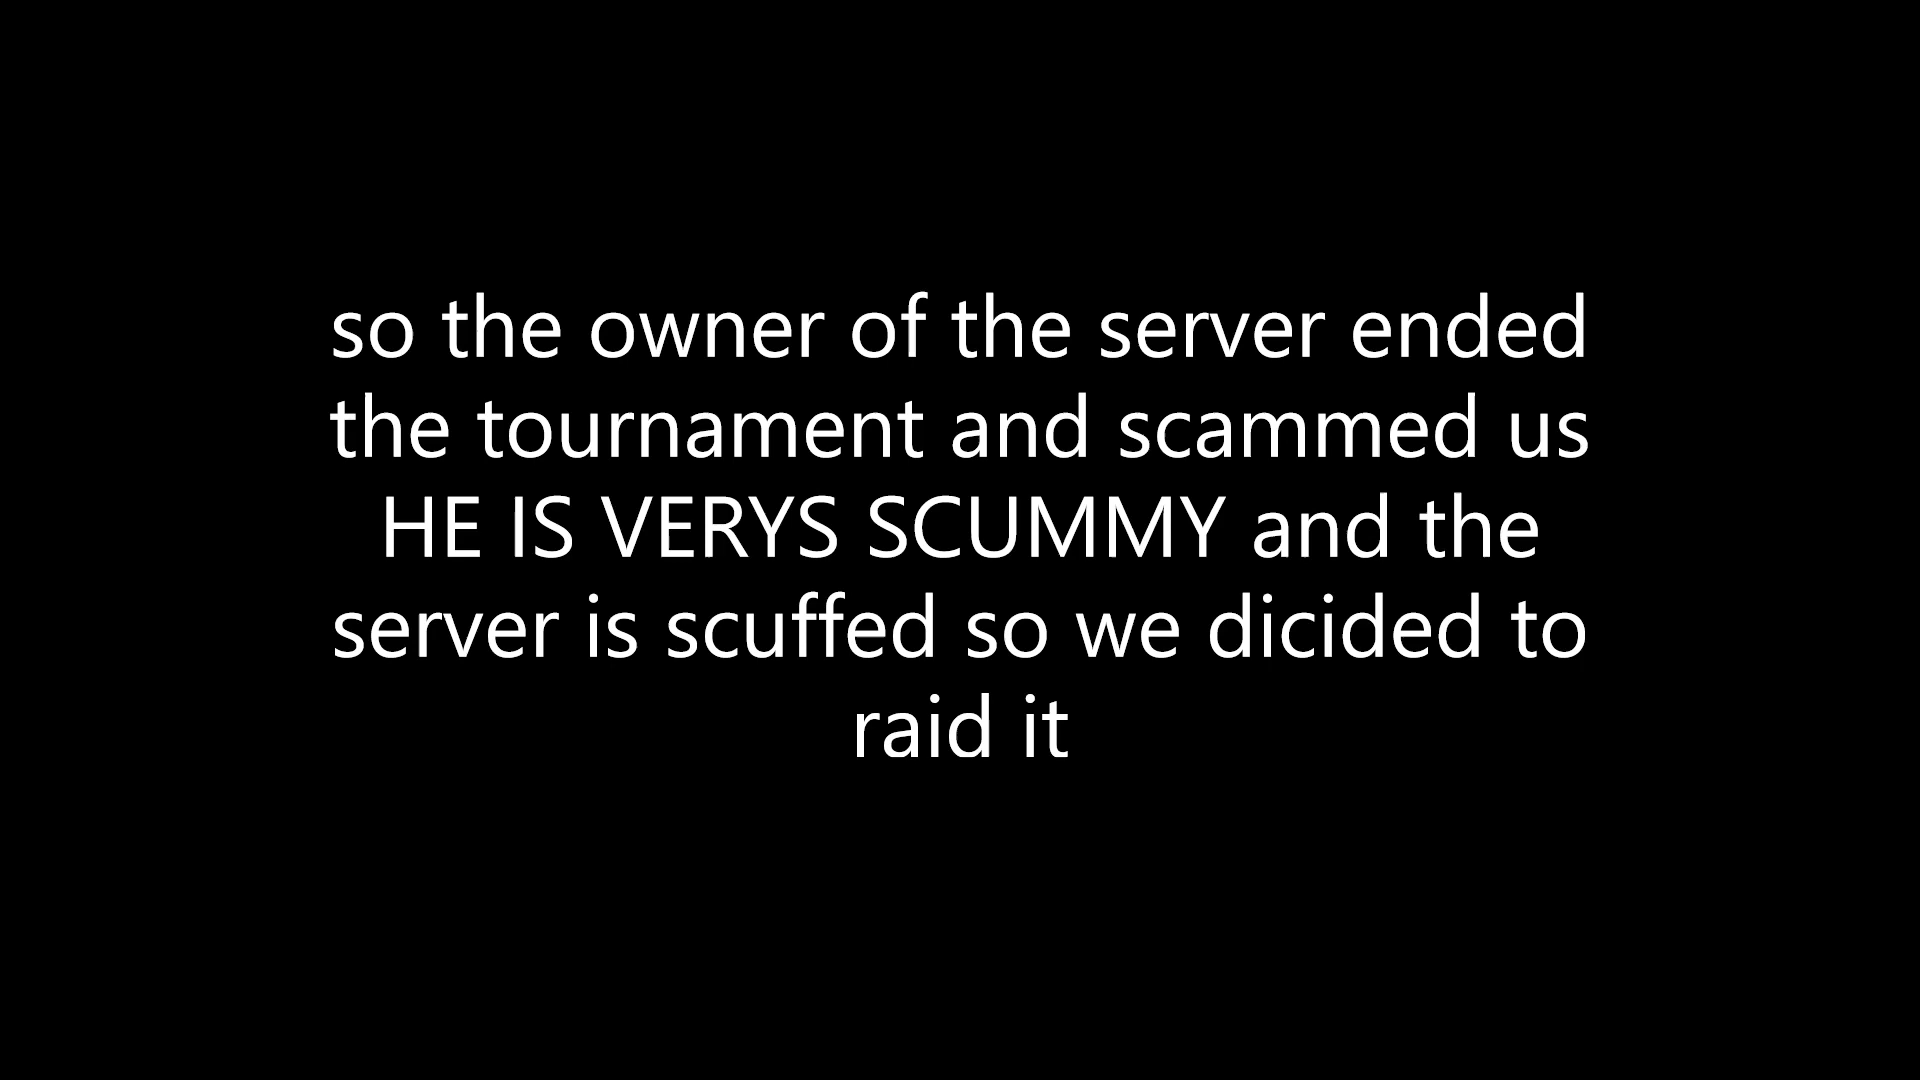 so the owner of the server ended
the tournament and scammed us
HE IS VERYS SCUMMY and the
server is scuffed so we dicided to
raid it